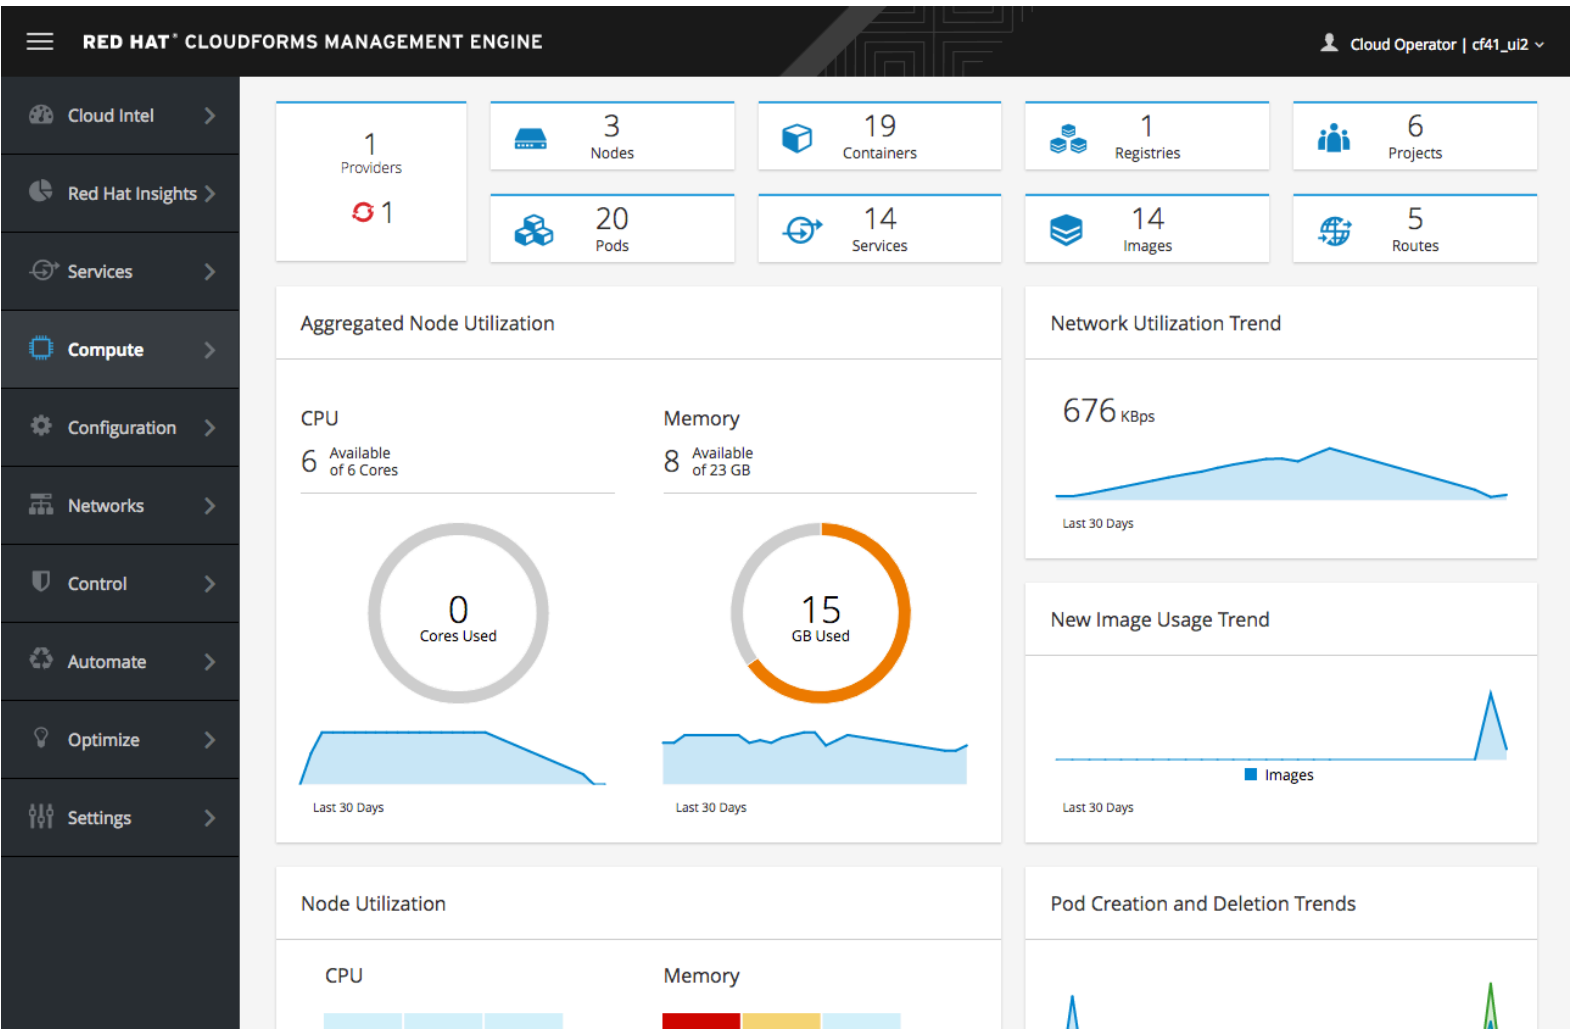 RED HAT® CLOUDFORMS MANAGEMENT ENGINE
Cloud Operator | cf41_ui2
Cloud Intel
Red Hat Insights
Services
Compute
Configuration
Networks
Control
Automate
Optimize
Settings
1
Providers
1
3
Nodes
19
Containers
1
Registries
6
Projects
20
Pods
14
Services
14
Images
5
Routes
Aggregated Node Utilization
CPU
6 Available
of 6 Cores
0
Cores Used
Last 30 Days
Memory
8 Available
of 23 GB
15
GB Used
Last 30 Days
Network Utilization Trend
676 KBps
Last 30 Days
New Image Usage Trend
Images
Last 30 Days
Node Utilization
CPU
Memory
Pod Creation and Deletion Trends